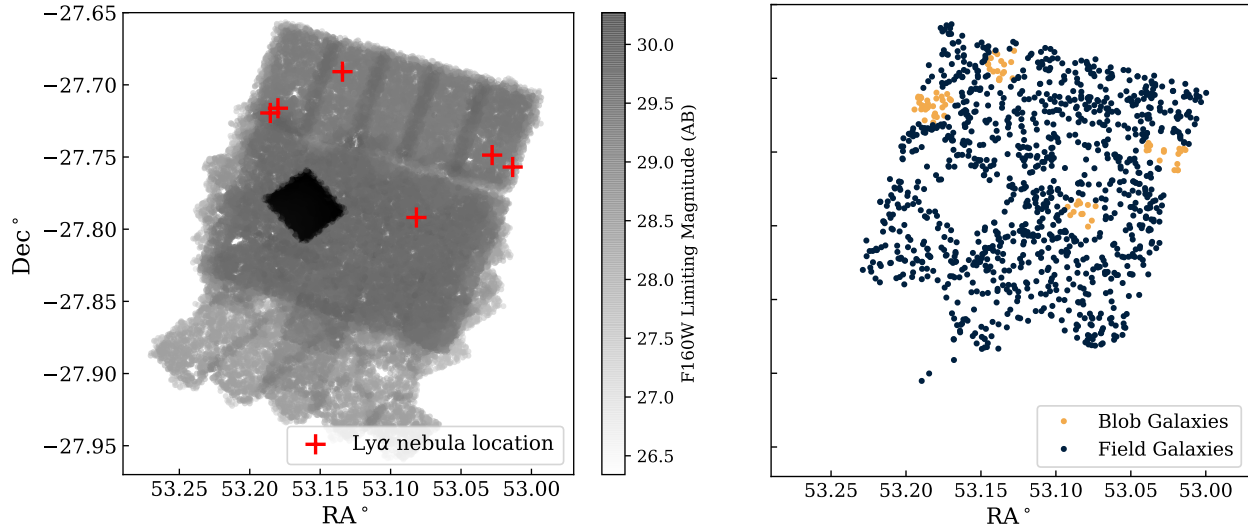 −27.65
−27.70
−27.75
−27.80
−27.85
−27.90
−27.95
Dec°
53.25 53.20 53.15 53.10 53.05 53.00
RA°
Lyα nebula location
30.0
29.5
29.0
28.5
28.0
27.5
27.0
26.5
F160W Limiting Magnitude (AB)
Blob Galaxies
Field Galaxies
53.25 53.20 53.15 53.10 53.05 53.00
RA°